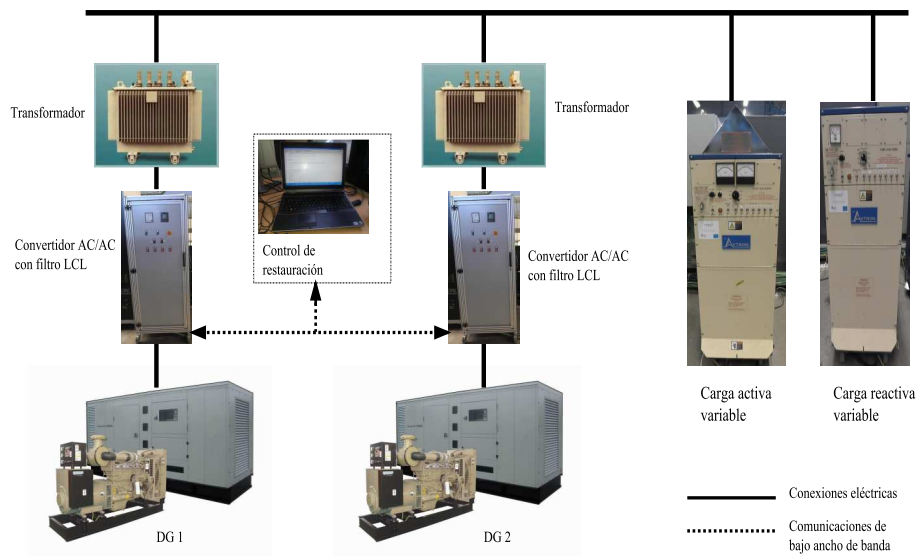 Transformador
Transformador
Convertidor AC/AC
con filtro LCL
Control de
restauración
Convertidor AC/AC
con filtro LCL
AVTRON
Carga activa
variable
Carga reactiva
variable
DG 1
DG 2
Conexiones eléctricas
Comunicaciones de
bajo ancho de banda